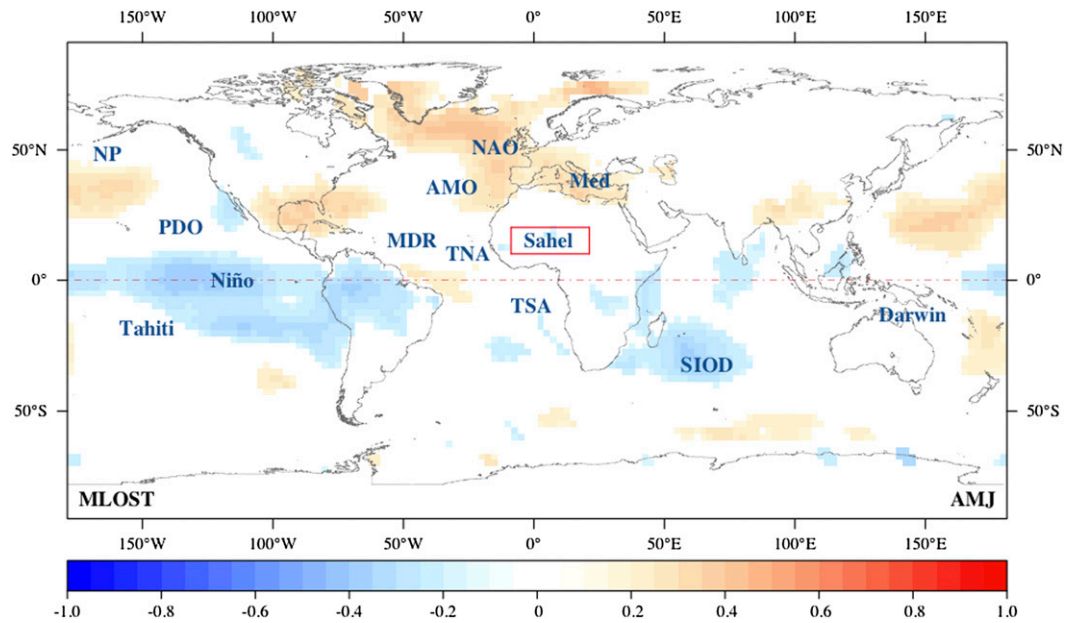 150°W 100°W 50°W 0° 50°E 100°E 150°E
50°N NP NAO 50°N
AMO Med
PDO MDR TNA Sahel
0° Niño 0°
TSA
Tahiti Darwin
SIOD
50°S 50°S
MLOST AMJ
150°W 100°W 50°W 0° 50°E 100°E 150°E
-1.0 -0.8 -0.6 -0.4 -0.2 0 0.2 0.4 0.6 0.8 1.0